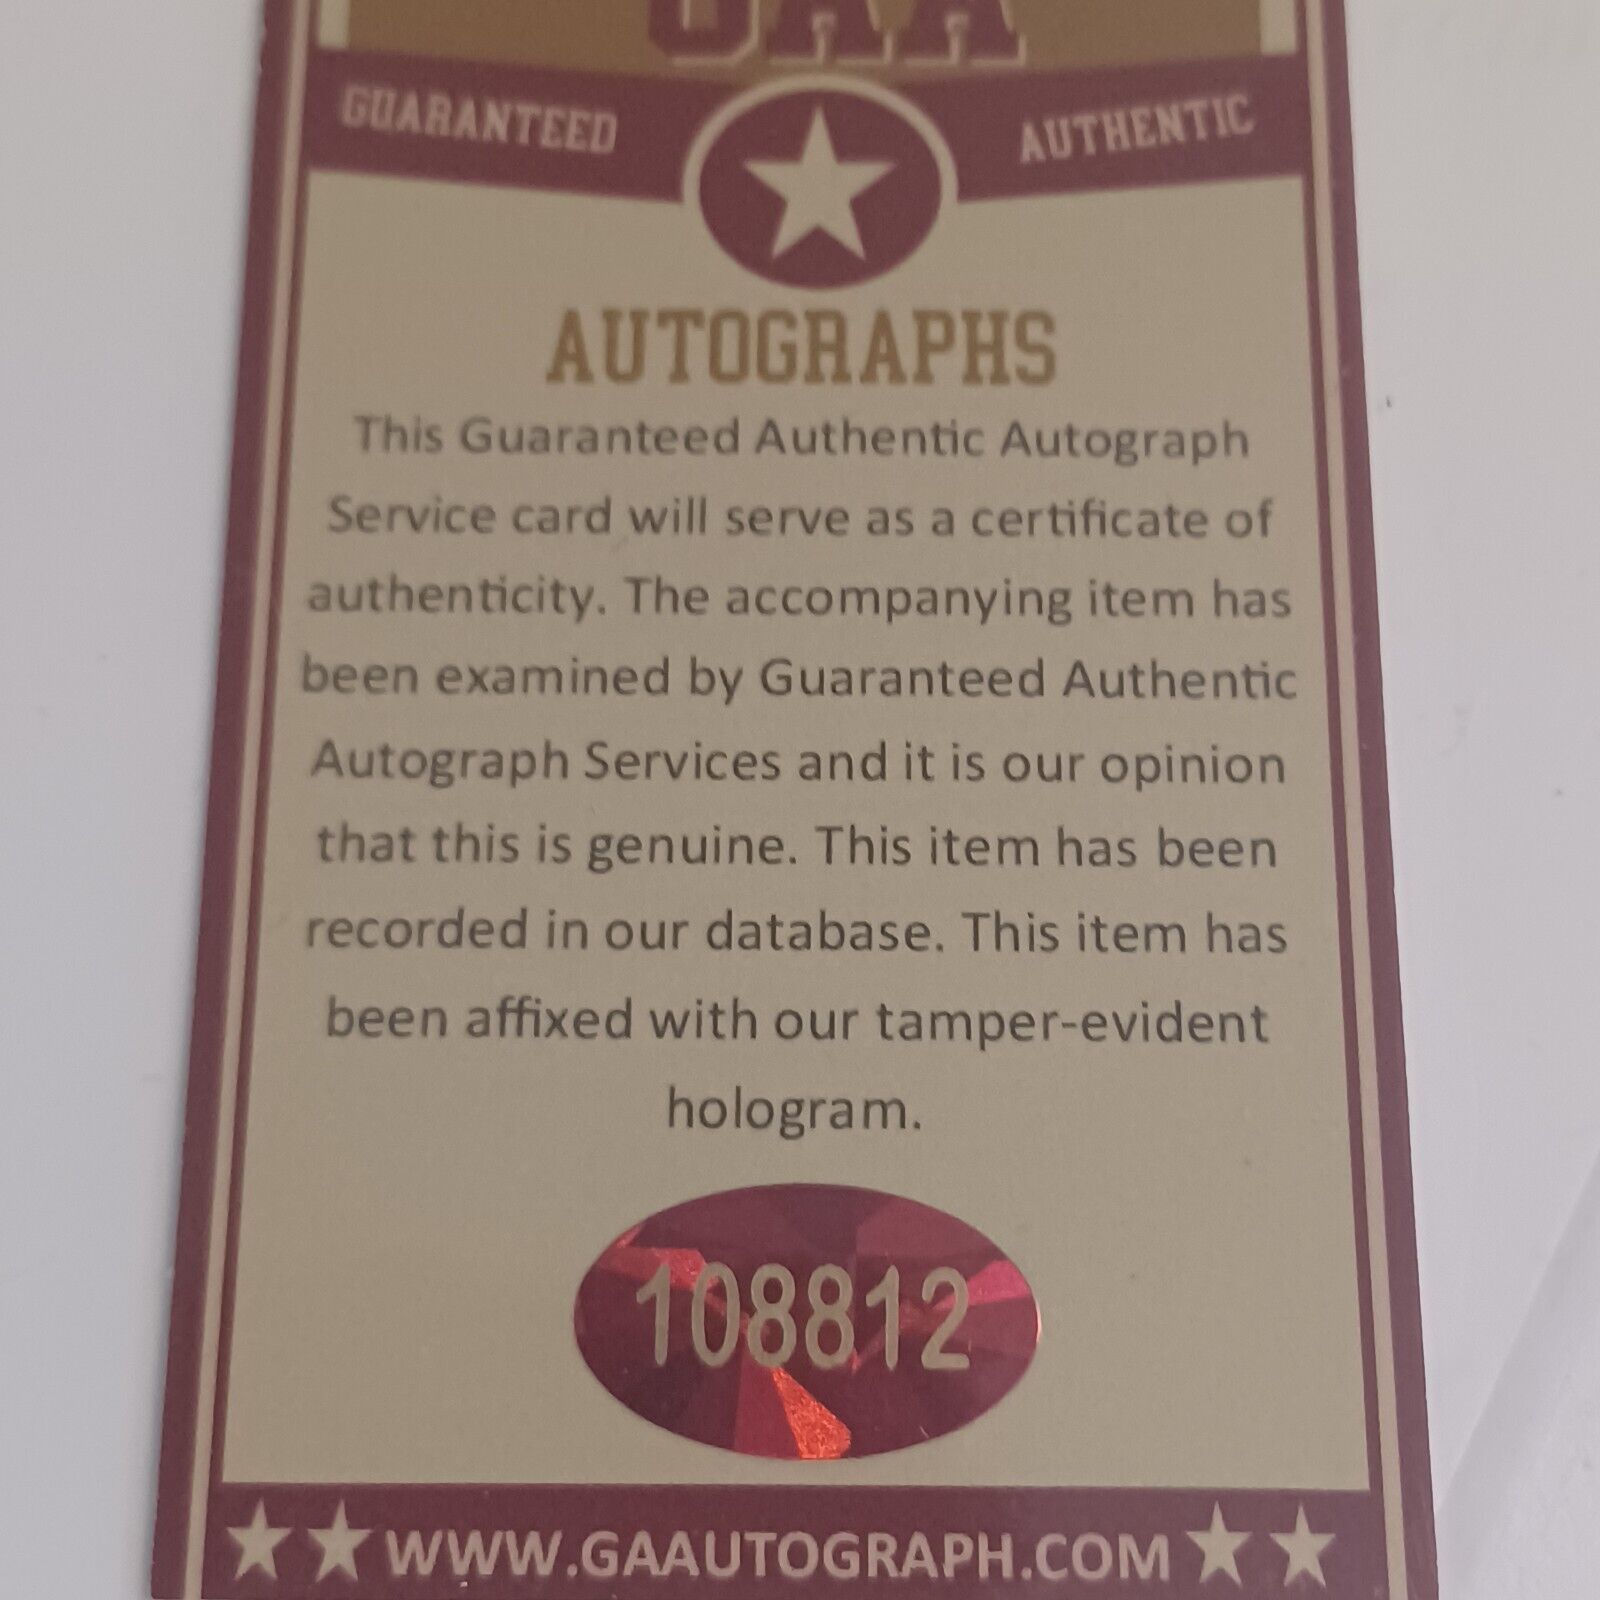 GAA
GUARANTEED
AUTHENTIC
AUTOGRAPHS
This Guaranteed Authentic Autograph
Service card will serve as a certificate of
authenticity. The accompanying item has
been examined by Guaranteed Authentic
Autograph Services and it is our opinion
that this is genuine. This item has been
recorded in our database. This item has
been affixed with our tamper-evident
hologram.
108812
WWW.GAAUTOGRAPH.COM